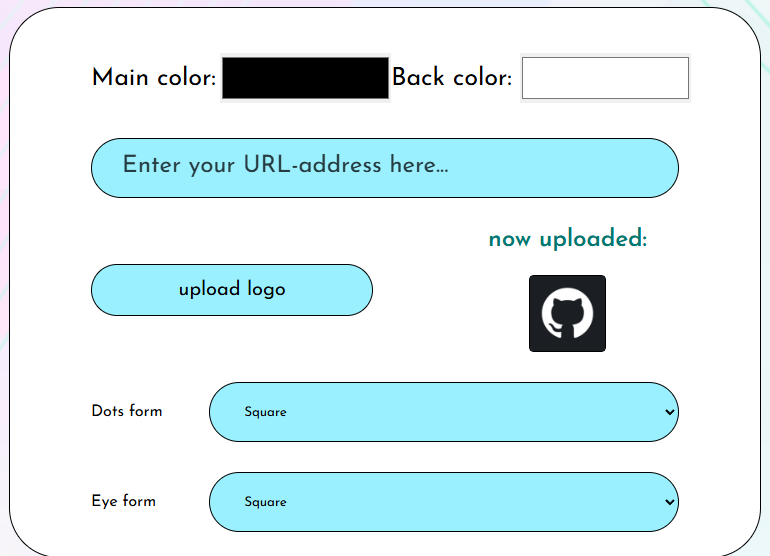 Main color: Back color:
Enter your URL-address here...
now uploaded:
upload logo
Dots form Square
Eye form Square